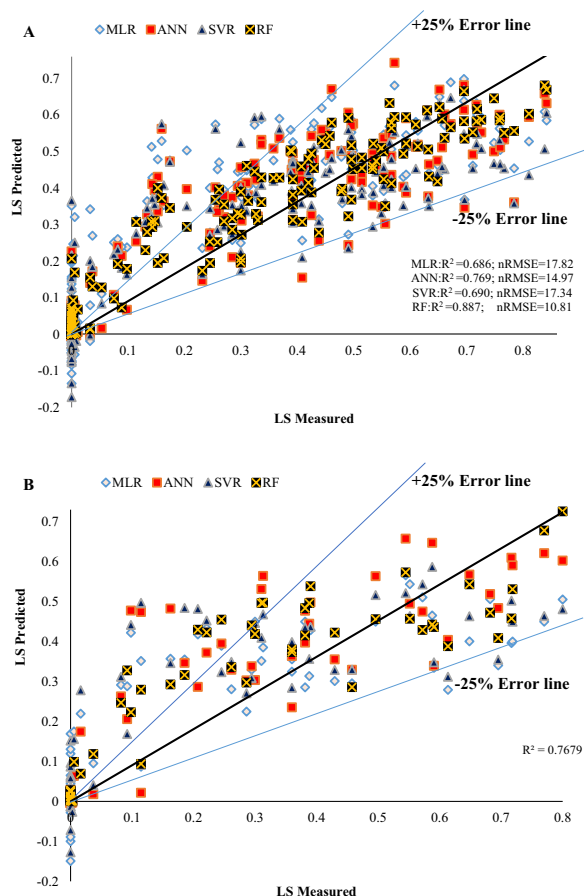 A
MLR ANN SVR RF
+25% Error line
0.7
0.6
0.5
0.4
0.3
0.2
0.1
0
-0.1
-0.2
LS Predicted
-25% Error line
MLR:R²=0.686; nRMSE=17.82
ANN:R²=0.769; nRMSE=14.97
SVR:R²=0.690; nRMSE=17.34
RF:R²=0.887; nRMSE=10.81
0 0.1 0.2 0.3 0.4 0.5 0.6 0.7 0.8
LS Measured
B
MLR ANN SVR RF
+25% Error line
0.7
0.6
0.5
0.4
0.3
0.2
0.1
0
-0.1
-0.2
LS Predicted
-25% Error line
R² = 0.7679
0 0.1 0.2 0.3 0.4 0.5 0.6 0.7 0.8
LS Measured